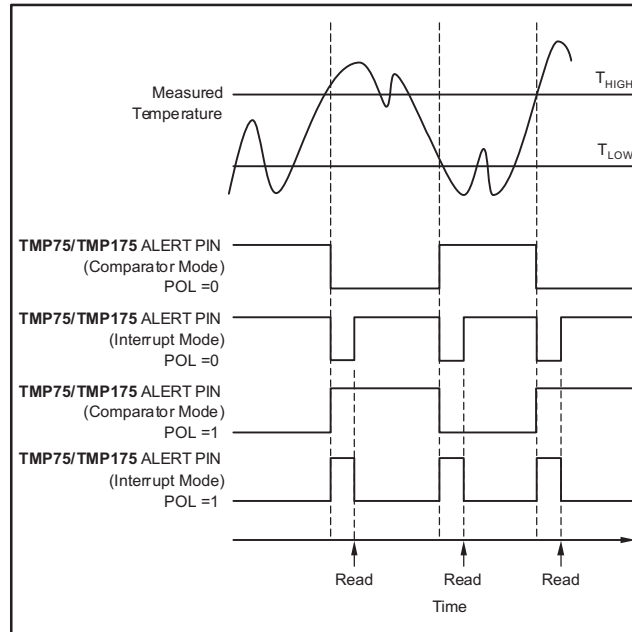 Measured
Temperature
THIGH
TLOW
TMP75/TMP175 ALERT PIN
(Comparator Mode)
POL =0
TMP75/TMP175 ALERT PIN
(Interrupt Mode)
POL =0
TMP75/TMP175 ALERT PIN
(Comparator Mode)
POL =1
TMP75/TMP175 ALERT PIN
(Interrupt Mode)
POL =1
Read
Read
Read
Time